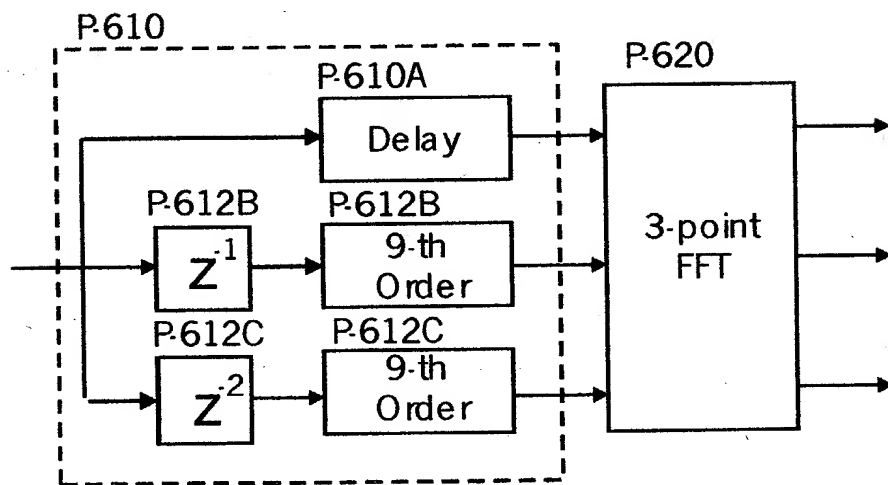 P-610
P-610A
P-620
Delay
P-612B
P-612B
Z-1
9-th
Order
3-point
FFT
P-612C
P-612C
Z-2
9-th
Order